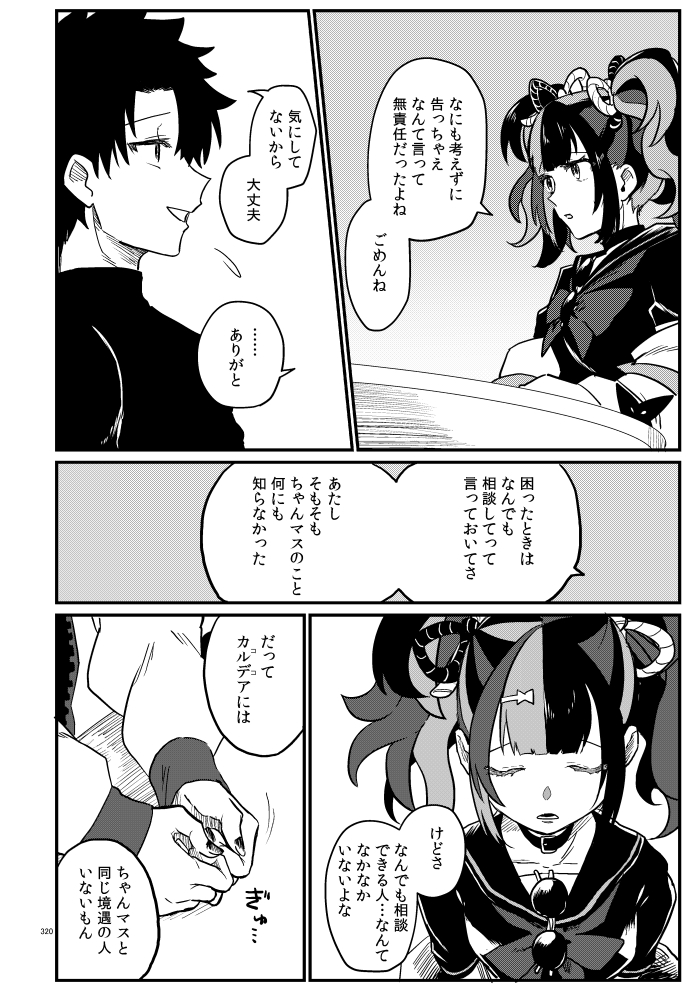 なにも考えずに
告っちゃえ
なんて言って
無責任だったよね
ごめんね
気にして
ないから
大丈夫
……
ありがと
困ったときは
なんでも
相談してって
言っておいてさ
あたし
そもそも
ちゃんマスのこと
何にも
知らなかった
けどさ
なんでも相談
できる人…なんて
なかなか
いないよな
だって
カルデアには
ココ
ちゃんマスと
同じ境遇の人
いないもん
ぎゅ…
320